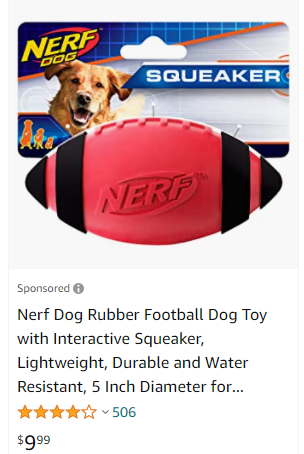 NERF
DOG
SQUEAKER
NERF
Sponsored
Nerf Dog Rubber Football Dog Toy
with Interactive Squeaker,
Lightweight, Durable and Water
Resistant, 5 Inch Diameter for...
506
$9.99